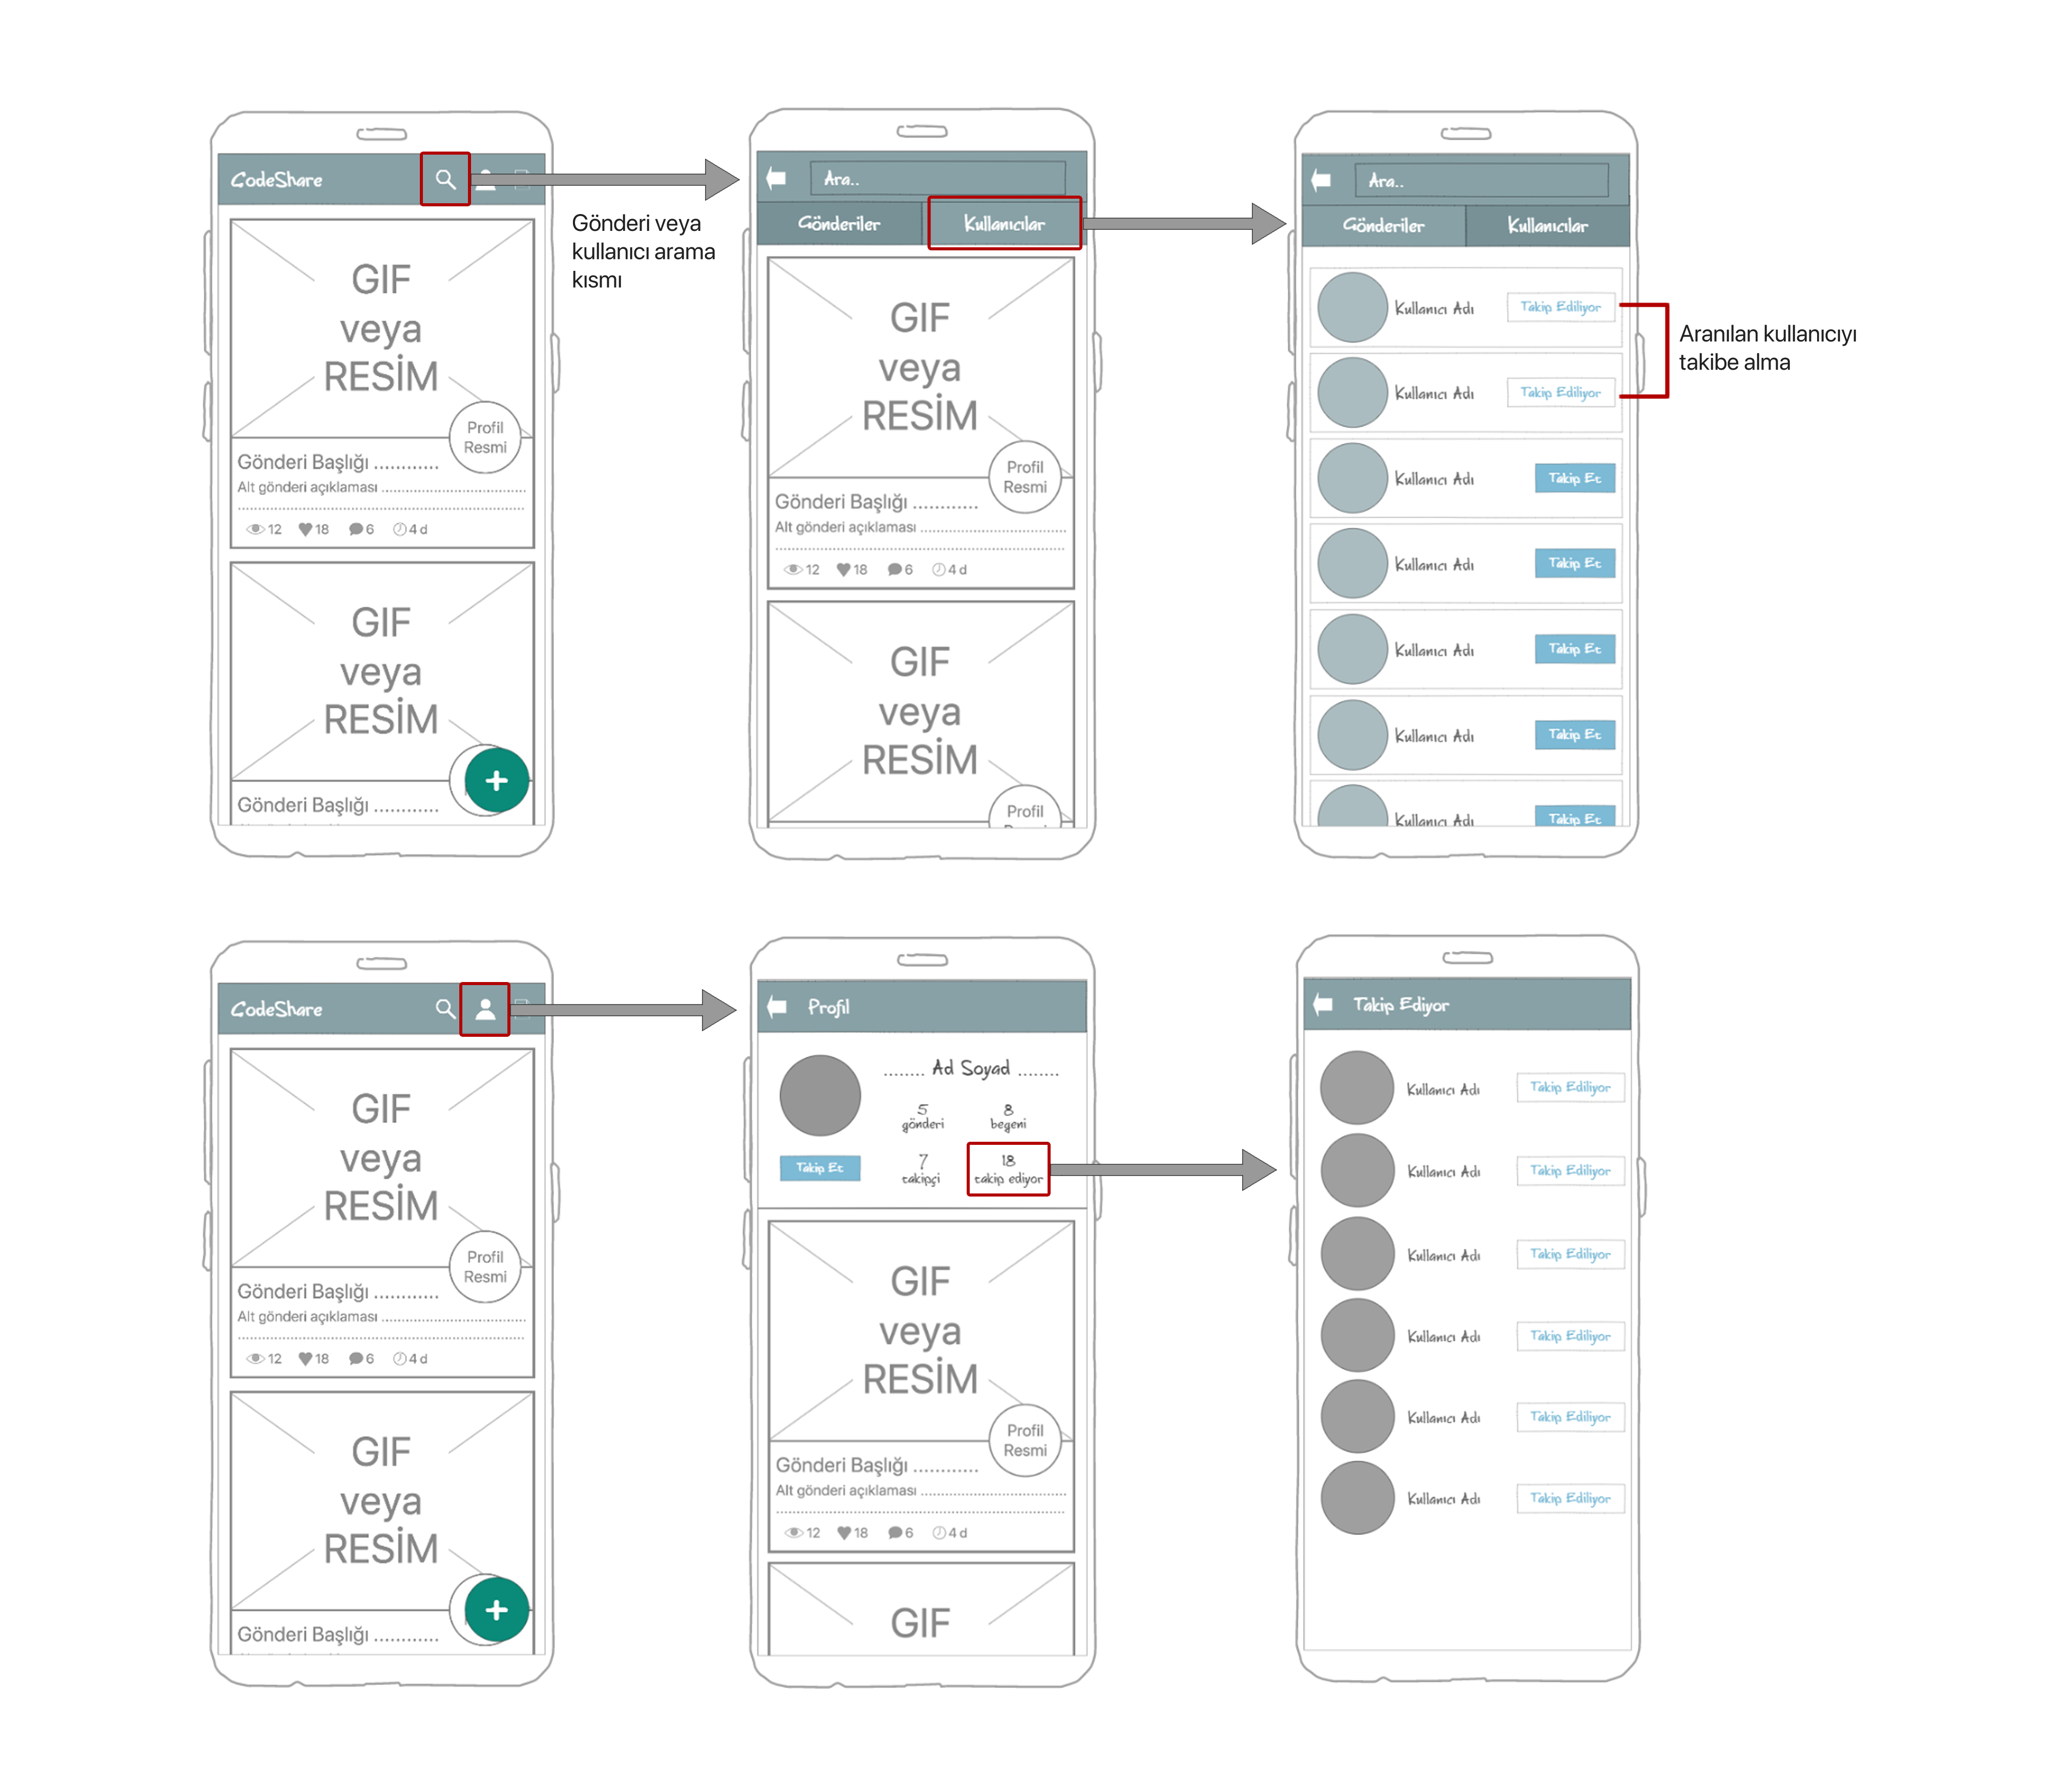 CodeShare
GIF
veya
RESİM
Profil
Resmi
Gönderi Başlığı ............
Alt gönderi açıklaması ..............................
12 18 6 4 d
GIF
veya
RESİM
Gönderi Başlığı ............
Gönderi veya
kullanıcı arama
kısmı
Ara..
Gönderiler Kullanıcılar
GIF
veya
RESİM
Profil
Resmi
Gönderi Başlığı ............
Alt gönderi açıklaması ..............................
12 18 6 4 d
GIF
veya
RESİM
Profil
Ara..
Gönderiler Kullanıcılar
Kullanıcı Adı Takip Ediliyor
Kullanıcı Adı Takip Ediliyor
Kullanıcı Adı Takip Et
Kullanıcı Adı Takip Et
Kullanıcı Adı Takip Et
Kullanıcı Adı Takip Et
Kullanıcı Adı Takip Et
Aranılan kullanıcıyı
takibe alma
CodeShare
GIF
veya
RESİM
Profil
Resmi
Gönderi Başlığı ............
Alt gönderi açıklaması ..............................
12 18 6 4 d
GIF
veya
RESİM
Gönderi Başlığı ............
Profil
........ Ad Soyad ........
5 8
gönderi begeni
Takip Et 7 18
takipçi takip ediyor
GIF
veya
RESİM
Profil
Resmi
Gönderi Başlığı ............
Alt gönderi açıklaması ..............................
12 18 6 4 d
GIF
Takip Ediyor
Kullanıcı Adı Takip Ediliyor
Kullanıcı Adı Takip Ediliyor
Kullanıcı Adı Takip Ediliyor
Kullanıcı Adı Takip Ediliyor
Kullanıcı Adı Takip Ediliyor
Kullanıcı Adı Takip Ediliyor